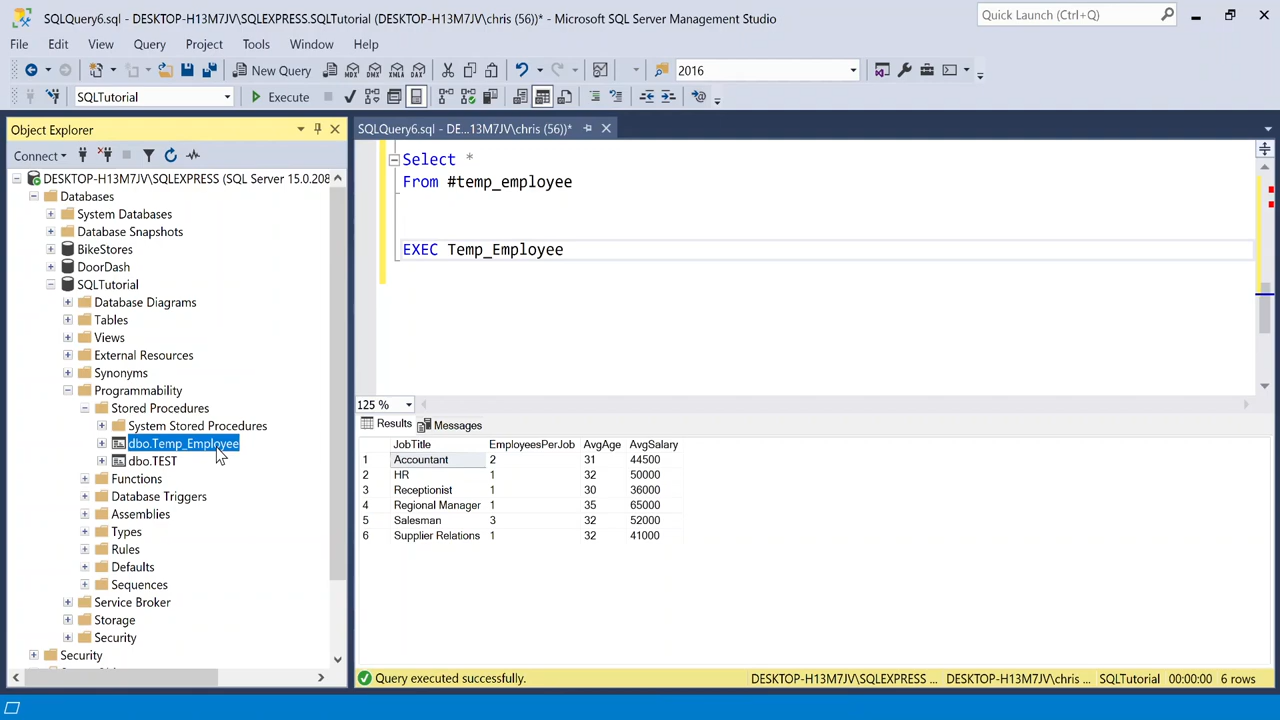 SQLQuery6.sql - DESKTOP-H13M7JV\SQLEXPRESS.SQLTutorial (DESKTOP-H13M7JV\chris (56))* - Microsoft SQL Server Management Studio
Quick Launch (Ctrl+Q)
File Edit View Query Project Tools Window Help
New Query MDX DMX XMLA DAX 2016
SQLTutorial Execute
Object Explorer
SQLQuery6.sql - DE...13M7JV\chris (56))*
Connect
DESKTOP-H13M7JV\SQLEXPRESS (SQL Server 15.0.208
Databases
System Databases
Database Snapshots
BikeStores
DoorDash
SQLTutorial
Database Diagrams
Tables
Views
External Resources
Synonyms
Programmability
Stored Procedures
System Stored Procedures
dbo.Temp_Employee
dbo.TEST
Functions
Database Triggers
Assemblies
Types
Rules
Defaults
Sequences
Service Broker
Storage
Security
Security
Select *
From #temp_employee
EXEC Temp_Employee
125 %
Results Messages
JobTitle EmployeesPerJob AvgAge AvgSalary
1 Accountant 2 31 44500
2 HR 1 32 50000
3 Receptionist 1 30 36000
4 Regional Manager 1 35 65000
5 Salesman 3 32 52000
6 Supplier Relations 1 32 41000
Query executed successfully. DESKTOP-H13M7JV\SQLEXPRESS ... DESKTOP-H13M7JV\chris ... SQLTutorial 00:00:00 6 rows